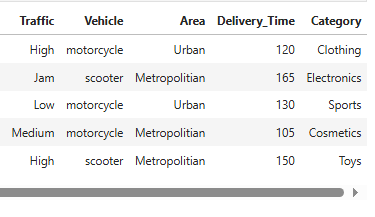 Traffic Vehicle Area Delivery_Time Category
High motorcycle Urban 120 Clothing
Jam scooter Metropolitian 165 Electronics
Low motorcycle Urban 130 Sports
Medium motorcycle Metropolitian 105 Cosmetics
High scooter Metropolitian 150 Toys